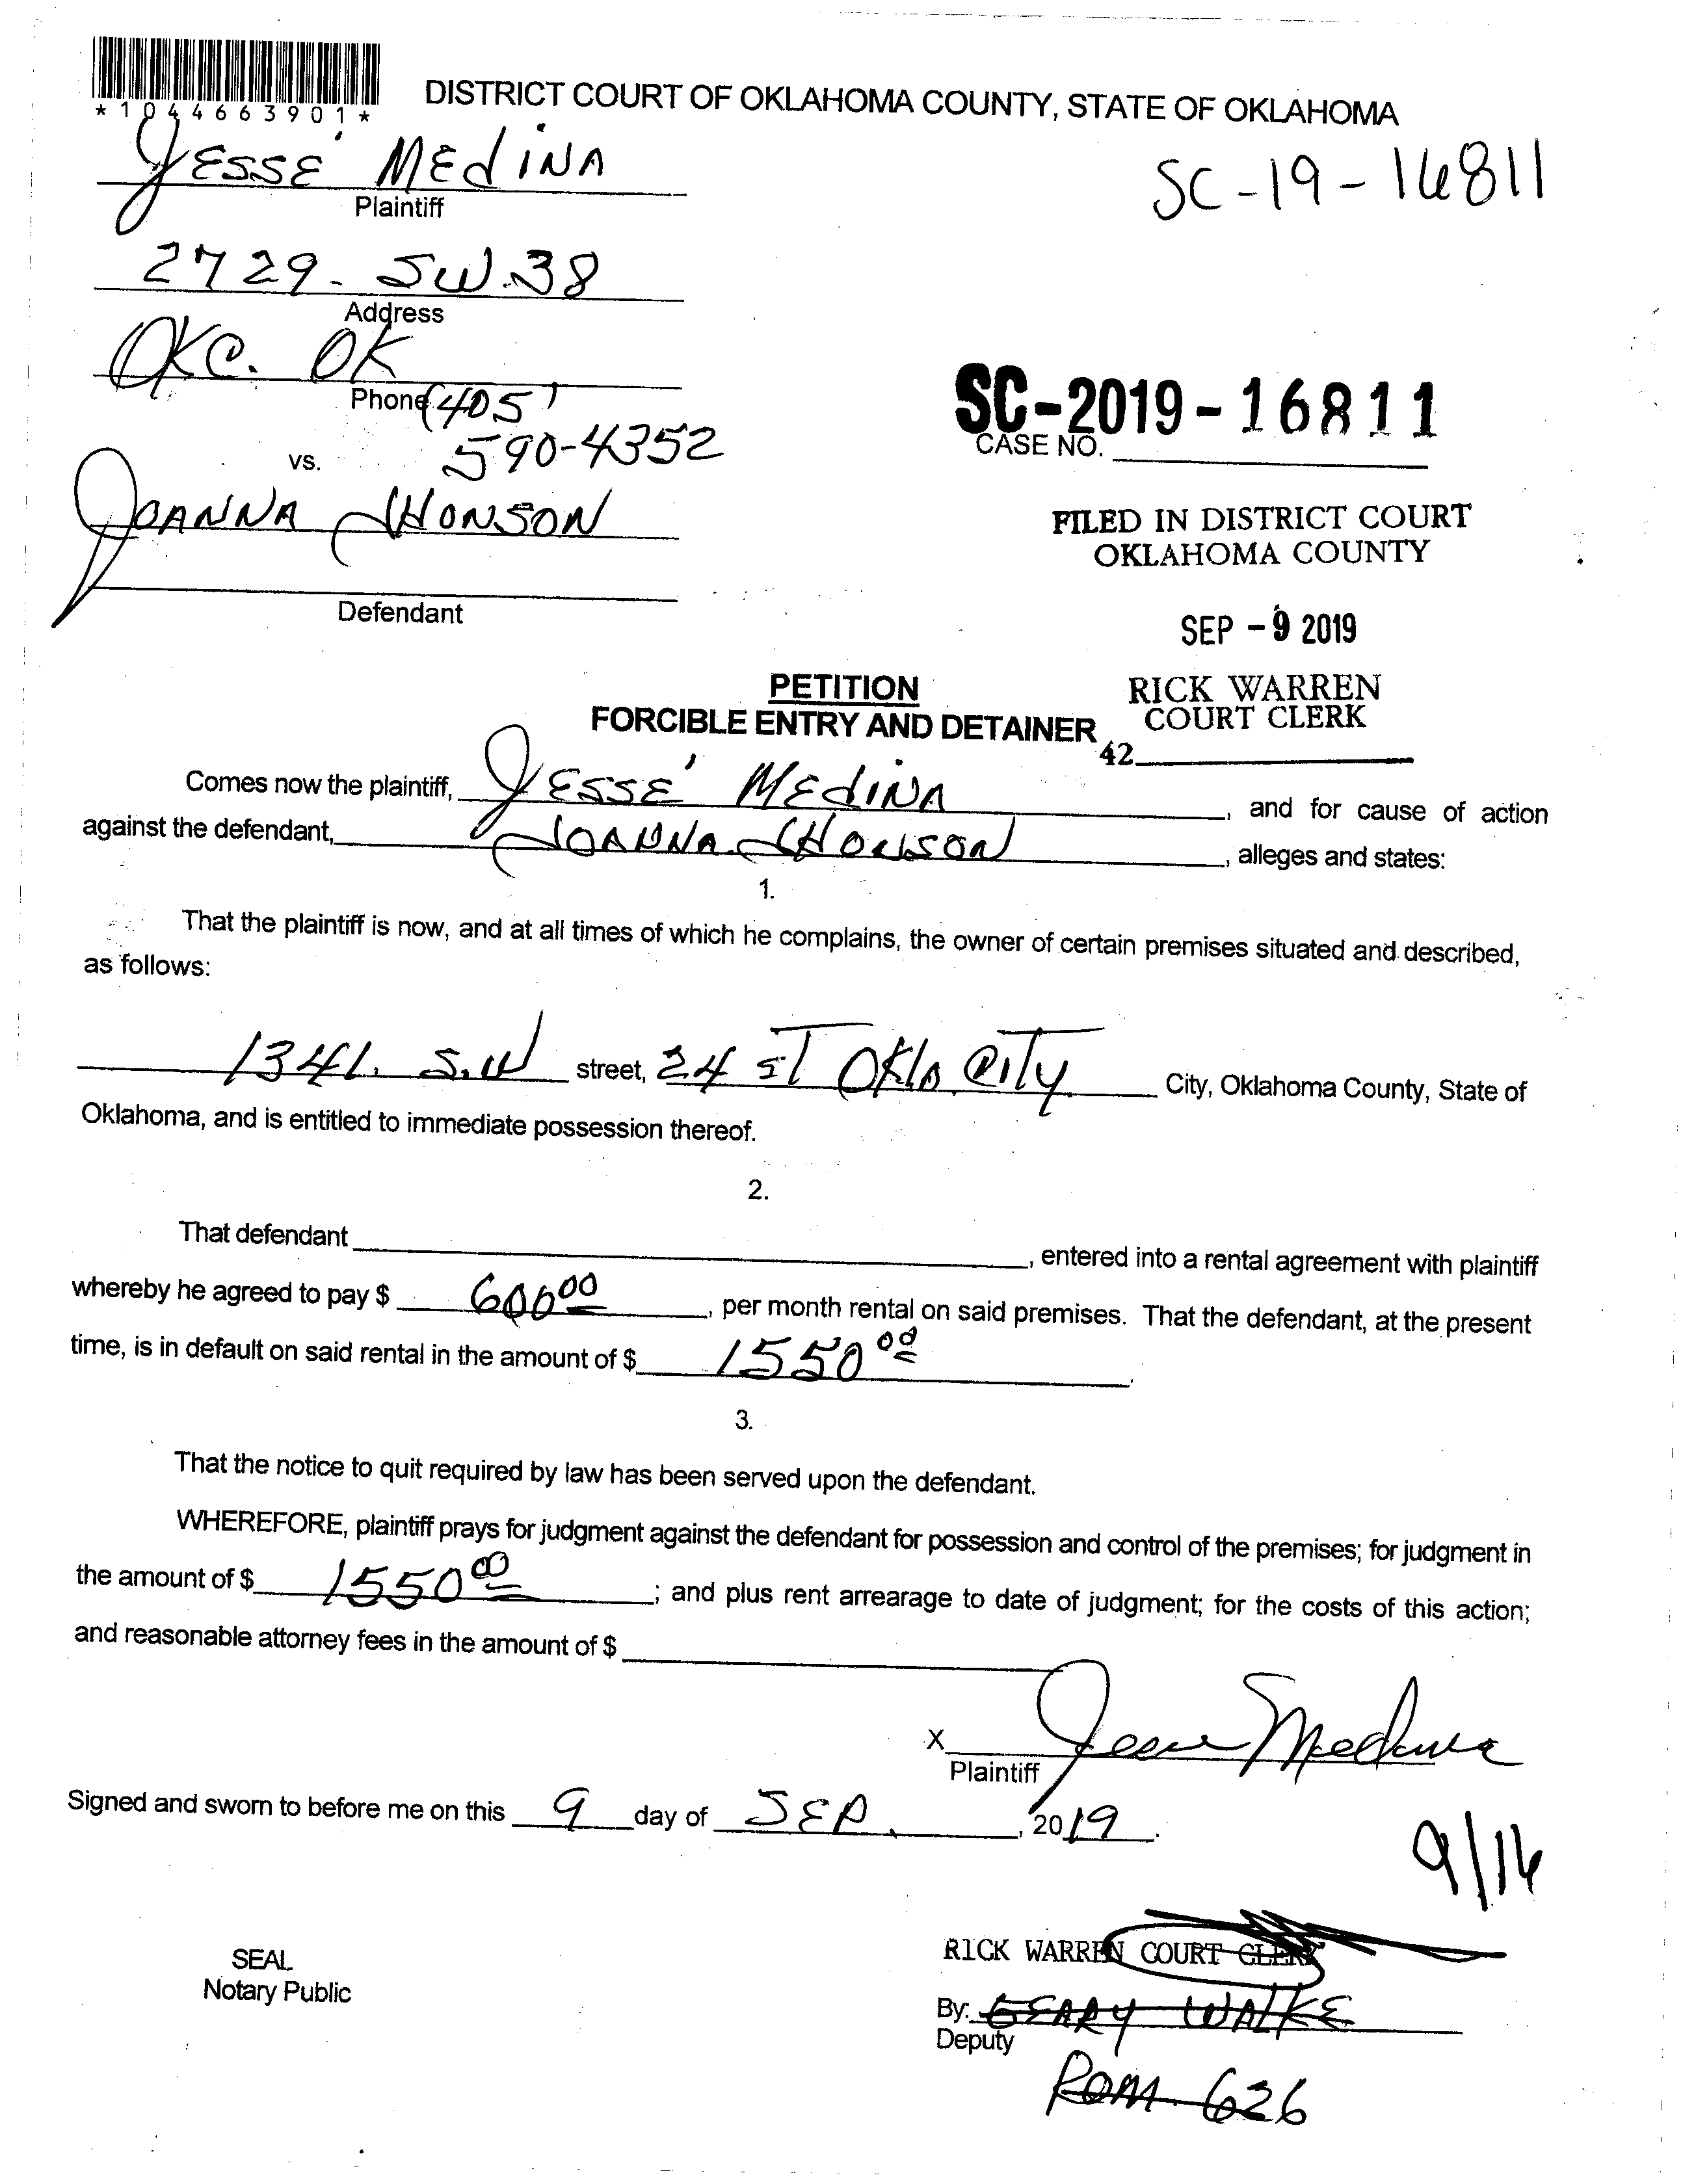 *1044663901*
DISTRICT COURT OF OKLAHOMA COUNTY, STATE OF OKLAHOMA
JESSE' MEdiNA
Plaintiff
SC-19-16811
2729. SW.38
Address
OKC. OK
Phone (405)
590-4352
SC-2019-16811
CASE NO.
vs.
JOANNA JHONSON
Defendant
FILED IN DISTRICT COURT
OKLAHOMA COUNTY
SEP -9 2019
RICK WARREN
COURT CLERK
42
PETITION
FORCIBLE ENTRY AND DETAINER
Comes now the plaintiff, JESSE' MEdiNA, and for cause of action
against the defendant, JOANNA JHONSON, alleges and states:
1.
That the plaintiff is now, and at all times of which he complains, the owner of certain premises situated and described,
as follows:
1341. S.W street, 24 ST Okla City City, Oklahoma County, State of
Oklahoma, and is entitled to immediate possession thereof.
2.
That defendant , entered into a rental agreement with plaintiff
whereby he agreed to pay $ 600 00, per month rental on said premises. That the defendant, at the present
time, is in default on said rental in the amount of $ 1550 00.
3.
That the notice to quit required by law has been served upon the defendant.
WHEREFORE, plaintiff prays for judgment against the defendant for possession and control of the premises; for judgment in
the amount of $ 1550 00; and plus rent arrearage to date of judgment; for the costs of this action;
and reasonable attorney fees in the amount of $
X Jesse Medina
Plaintiff
Signed and sworn to before me on this 9 day of SEP., 2019.
9/16
SEAL
Notary Public
RICK WARREN COURT CLERK
By: GEARY WALKE
Deputy
ROM 626